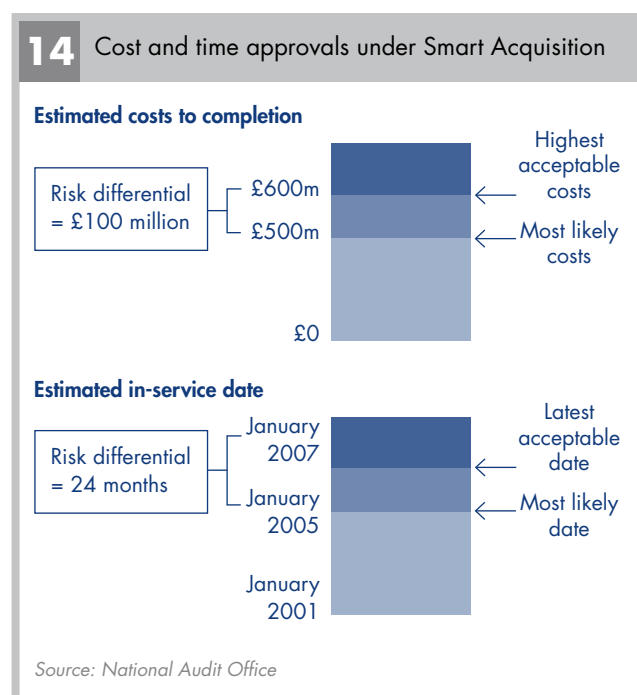 14 Cost and time approvals under Smart Acquisition
Estimated costs to completion
Risk differential
= £100 million
£600m
£500m
£0
Highest
acceptable
costs
Most likely
costs
Estimated in-service date
Risk differential
= 24 months
January
2007
January
2005
January
2001
Latest
acceptable
date
Most likely
date
Source: National Audit Office